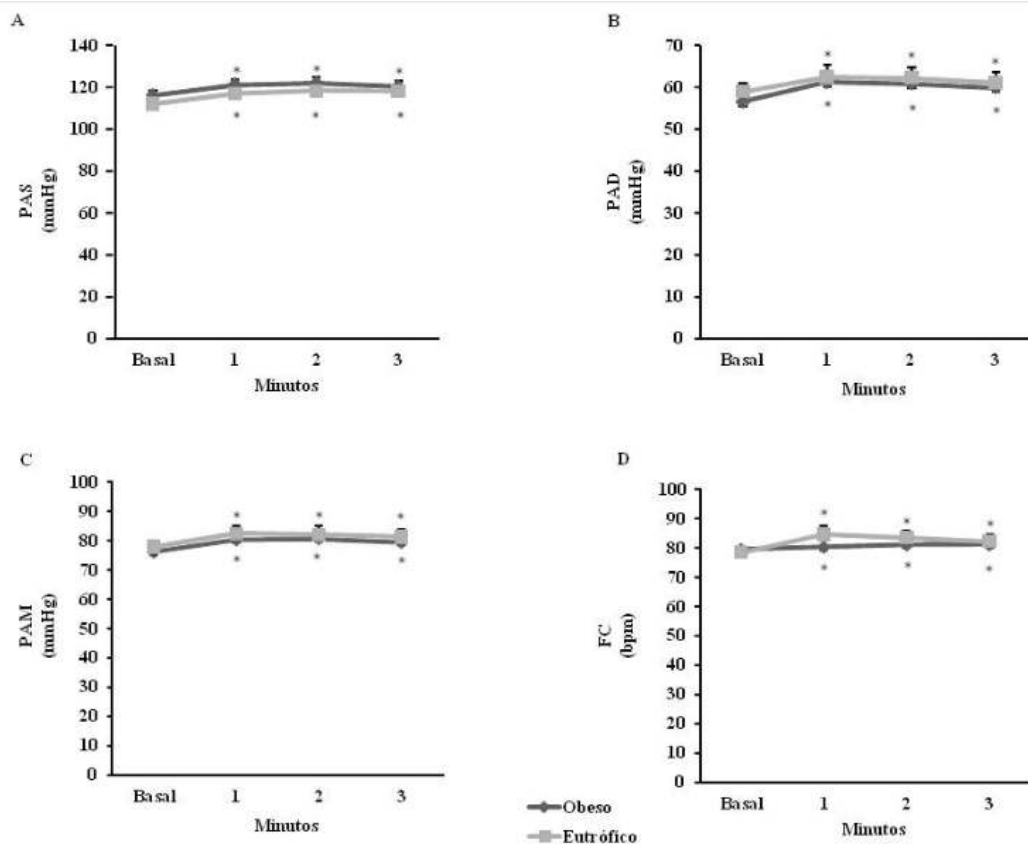 A
140
120
100
80
60
40
20
0
PAS
(mmHg)
* * *
* * *
Basal 1 2 3
Minutos
B
70
60
50
40
30
20
10
0
PAD
(mmHg)
* * *
* * *
Basal 1 2 3
Minutos
C
100
90
80
70
60
50
40
30
20
10
0
PAM
(mmHg)
* * *
* * *
Basal 1 2 3
Minutos
D
100
90
80
70
60
50
40
30
20
10
0
FC
(bpm)
* * *
* * *
Basal 1 2 3
Minutos
Obeso
Eutrófico